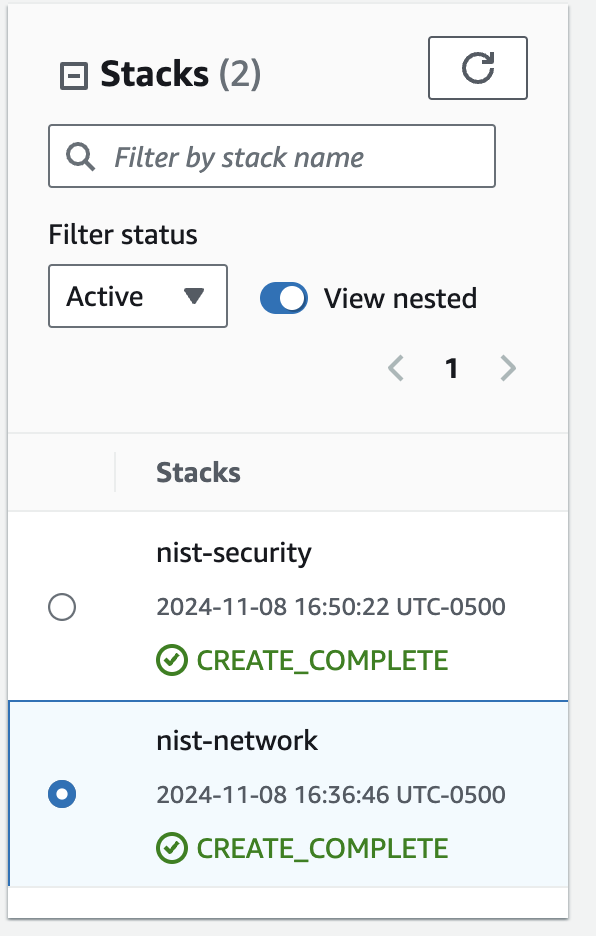 Stacks (2)
Filter by stack name
Filter status
Active
View nested
1
Stacks
nist-security
2024-11-08 16:50:22 UTC-0500
CREATE_COMPLETE
nist-network
2024-11-08 16:36:46 UTC-0500
CREATE_COMPLETE